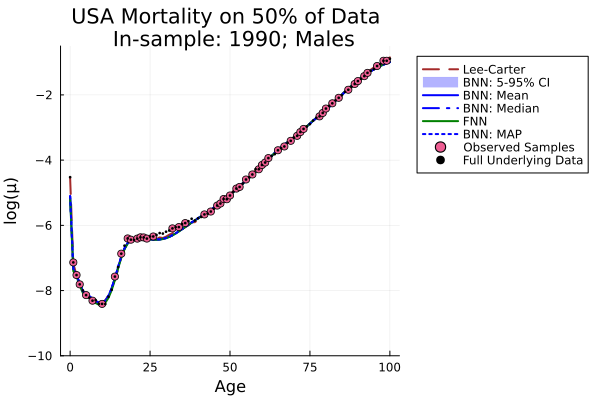 USA Mortality on 50% of Data
In-sample: 1990; Males
log(μ)
−2
−4
−6
−8
−10
0
25
50
75
100
Age
Lee-Carter
BNN: 5-95% CI
BNN: Mean
BNN: Median
FNN
BNN: MAP
Observed Samples
Full Underlying Data